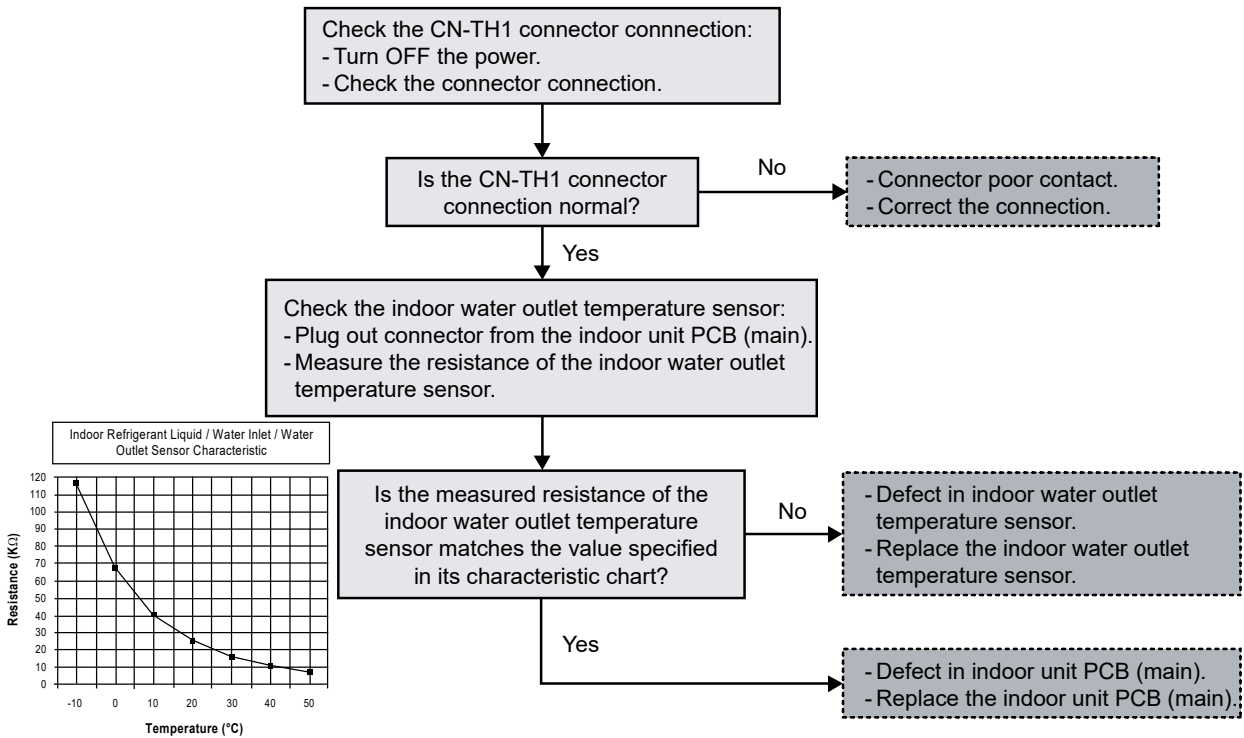 Check the CN-TH1 connector connnection:
- Turn OFF the power.
- Check the connector connection.
Is the CN-TH1 connector
connection normal?
No
- Connector poor contact.
- Correct the connection.
Yes
Check the indoor water outlet temperature sensor:
- Plug out connector from the indoor unit PCB (main).
- Measure the resistance of the indoor water outlet
temperature sensor.
Indoor Refrigerant Liquid / Water Inlet / Water
Outlet Sensor Characteristic
Resistance (KΩ)
120
110
100
90
80
70
60
50
40
30
20
10
0
-10 0 10 20 30 40 50
Temperature (°C)
Is the measured resistance of the
indoor water outlet temperature
sensor matches the value specified
in its characteristic chart?
No
- Defect in indoor water outlet
temperature sensor.
- Replace the indoor water outlet
temperature sensor.
Yes
- Defect in indoor unit PCB (main).
- Replace the indoor unit PCB (main).